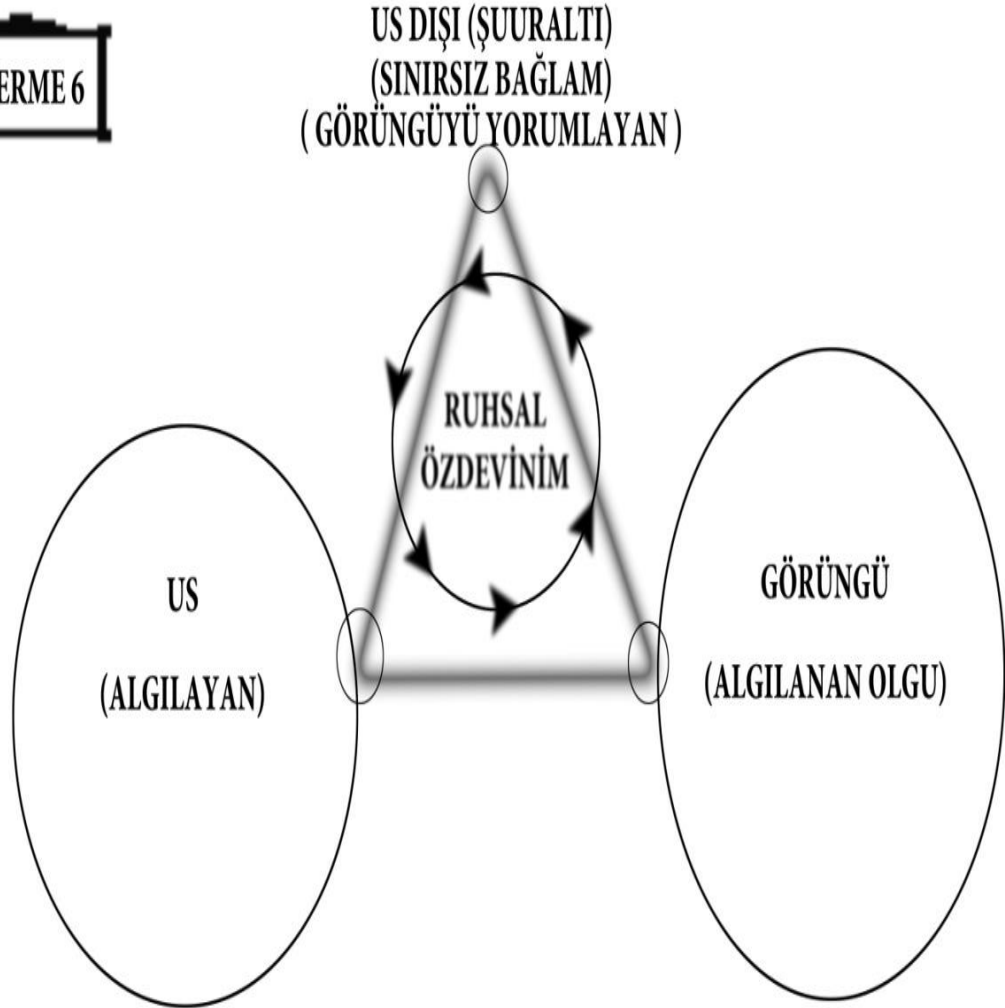 ERME 6
US DIŞI (ŞUURALTI)
(SINIRSIZ BAĞLAM)
( GÖRÜNGÜYÜ YORUMLAYAN )
RUHSAL
ÖZDEVİNİM
US
(ALGILAYAN)
GÖRÜNGÜ
(ALGILANAN OLGU)